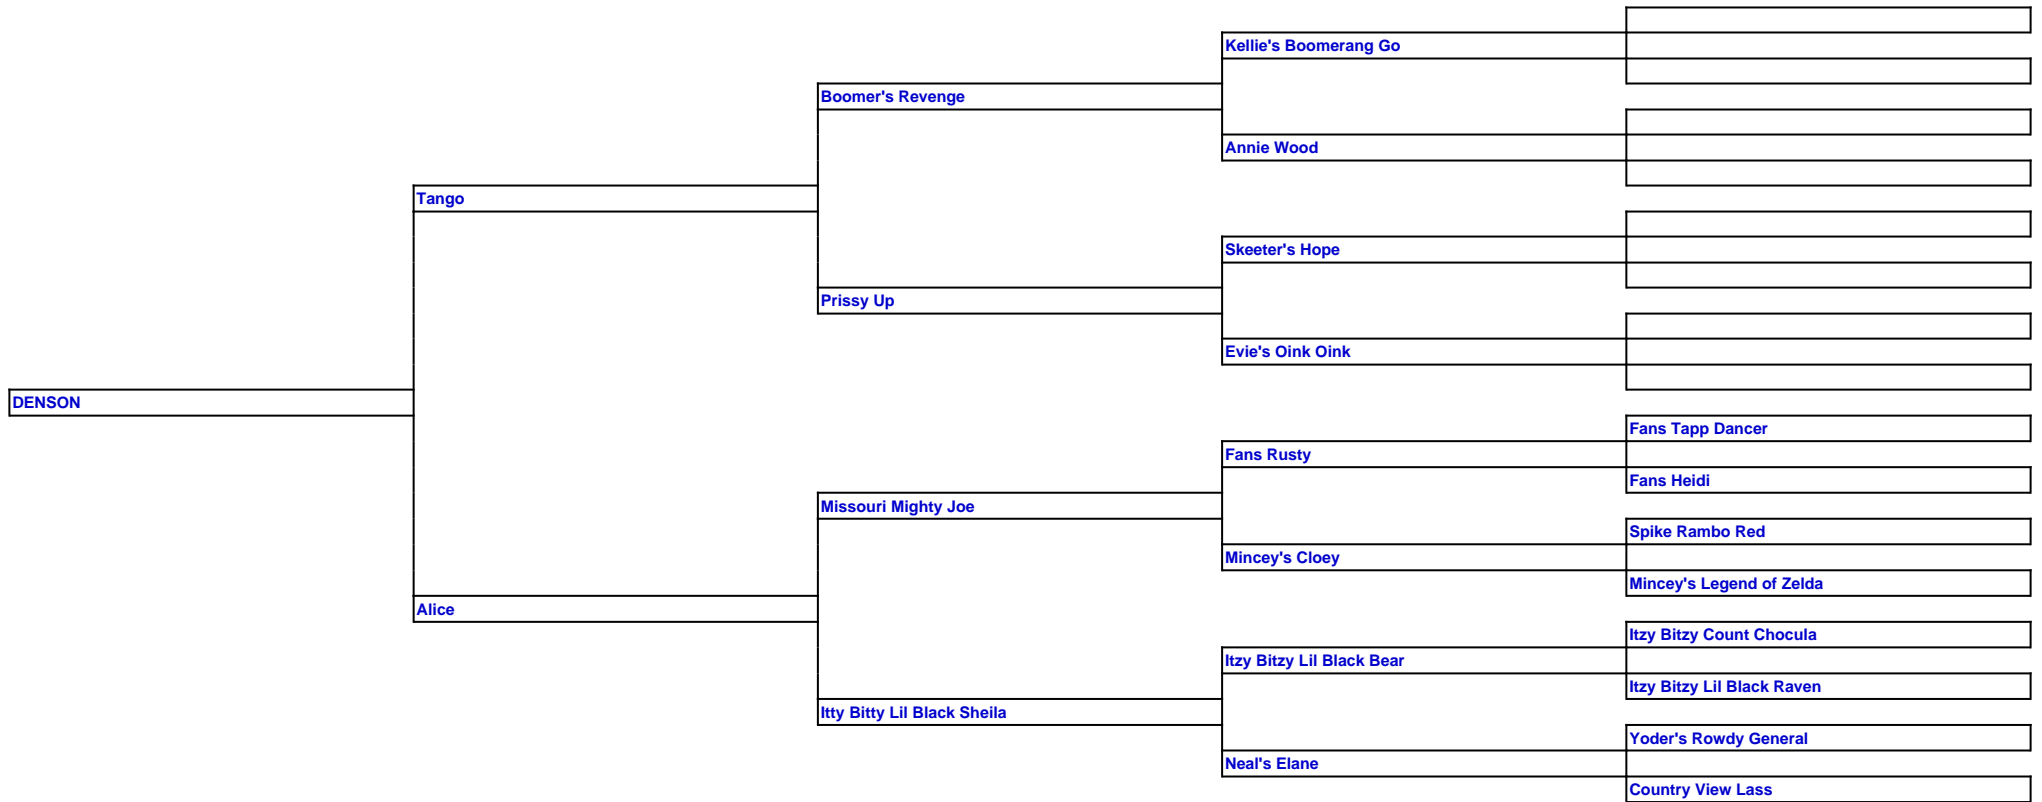 Kellie's Boomerang Go
Boomer's Revenge
Annie Wood
Tango
Skeeter's Hope
Prissy Up
Evie's Oink Oink
DENSON
Fans Tapp Dancer
Fans Rusty
Fans Heidi
Missouri Mighty Joe
Spike Rambo Red
Mincey's Cloey
Mincey's Legend of Zelda
Alice
Itzy Bitzy Count Chocula
Itzy Bitzy Lil Black Bear
Itzy Bitzy Lil Black Raven
Itty Bitty Lil Black Sheila
Yoder's Rowdy General
Neal's Elane
Country View Lass